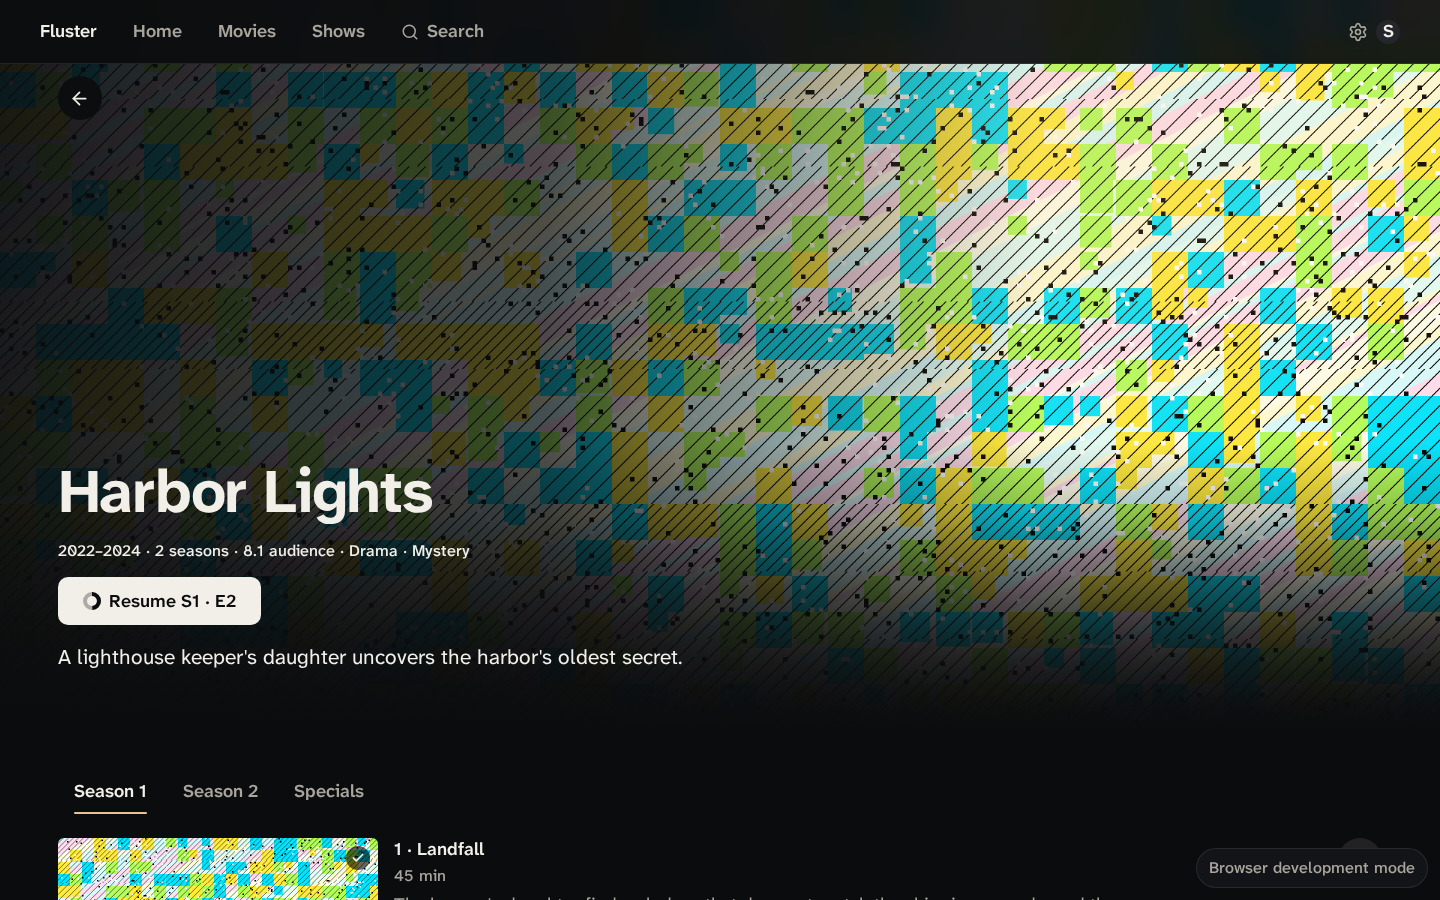 Fluster Home Movies Shows Search S
Harbor Lights
2022–2024 · 2 seasons · 8.1 audience · Drama · Mystery
Resume S1 · E2
A lighthouse keeper's daughter uncovers the harbor's oldest secret.
Season 1 Season 2 Specials
1 · Landfall
45 min
Browser development mode